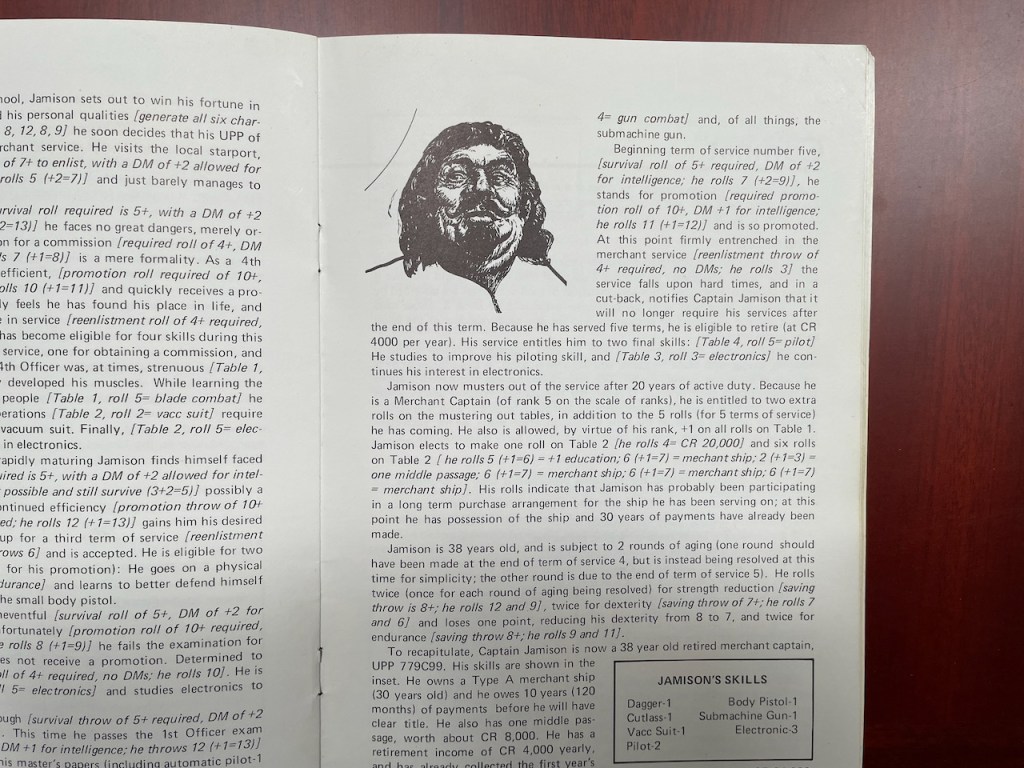 hool, Jamison sets out to win his fortune in
his personal qualities [generate all six char-
8, 12, 8, 9] he soon decides that his UPP of
rchant service. He visits the local starport,
of 7+ to enlist, with a DM of +2 allowed for
rolls 5 (+2=7)] and just barely manages to
rvival roll required is 5+, with a DM of +2
2=13)] he faces no great dangers, merely or-
on for a commission [required roll of 4+, DM
s 7 (+1=8)] is a mere formality. As a 4th
efficient, [promotion roll required of 10+,
olls 10 (+1=11)] and quickly receives a pro-
ly feels he has found his place in life, and
e in service [reenlistment roll of 4+ required,
has become eligible for four skills during this
service, one for obtaining a commission, and
4th Officer was, at times, strenuous [Table 1,
developed his muscles. While learning the
people [Table 1, roll 5= blade combat] he
erations [Table 2, roll 2= vacc suit] require
vacuum suit. Finally, [Table 2, roll 5= elec-
in electronics.
rapidly maturing Jamison finds himself faced
uired is 5+, with a DM of +2 allowed for intel-
possible and still survive (3+2=5)] possibly a
ntinued efficiency [promotion throw of 10+
ed; he rolls 12 (+1=13)] gains him his desired
up for a third term of service [reenlistment
rows 6] and is accepted. He is eligible for two
for his promotion): He goes on a physical
durance] and learns to better defend himself
he small body pistol.
neventful [survival roll of 5+, DM of +2 for
fortunately [promotion roll of 10+ required,
e rolls 8 (+1=9)] he fails the examination for
es not receive a promotion. Determined to
oll of 4+ required, no DMs; he rolls 10]. He is
ll 5= electronics] and studies electronics to
ough [survival throw of 5+ required, DM of +2
. This time he passes the 1st Officer exam
DM +1 for intelligence; he throws 12 (+1=13)]
his master's papers (including automatic pilot-1
4= gun combat] and, of all things, the
submachine gun.
Beginning term of service number five,
[survival roll of 5+ required, DM of +2
for intelligence; he rolls 7 (+2=9)], he
stands for promotion [required promo-
tion roll of 10+, DM +1 for intelligence;
he rolls 11 (+1=12)] and is so promoted.
At this point firmly entrenched in the
merchant service [reenlistment throw of
4+ required, no DMs; he rolls 3] the
service falls upon hard times, and in a
cut-back, notifies Captain Jamison that it
will no longer require his services after
the end of this term. Because he has served five terms, he is eligible to retire (at CR
4000 per year). His service entitles him to two final skills: [Table 4, roll 5= pilot]
He studies to improve his piloting skill, and [Table 3, roll 3= electronics] he con-
tinues his interest in electronics.
Jamison now musters out of the service after 20 years of active duty. Because he
is a Merchant Captain (of rank 5 on the scale of ranks), he is entitled to two extra
rolls on the mustering out tables, in addition to the 5 rolls (for 5 terms of service)
he has coming. He also is allowed, by virtue of his rank, +1 on all rolls on Table 1.
Jamison elects to make one roll on Table 2 [he rolls 4= CR 20,000] and six rolls
on Table 2 [ he rolls 5 (+1=6) = +1 education; 6 (+1=7) = mechant ship; 2 (+1=3) =
one middle passage; 6 (+1=7) = merchant ship; 6 (+1=7) = merchant ship; 6 (+1=7)
= merchant ship]. His rolls indicate that Jamison has probably been participating
in a long term purchase arrangement for the ship he has been serving on; at this
point he has possession of the ship and 30 years of payments have already been
made.
Jamison is 38 years old, and is subject to 2 rounds of aging (one round should
have been made at the end of term of service 4, but is instead being resolved at this
time for simplicity; the other round is due to the end of term of service 5). He rolls
twice (once for each round of aging being resolved) for strength reduction [saving
throw is 8+; he rolls 12 and 9], twice for dexterity [saving throw of 7+; he rolls 7
and 6] and loses one point, reducing his dexterity from 8 to 7, and twice for
endurance [saving throw 8+; he rolls 9 and 11].
To recapitulate, Captain Jamison is now a 38 year old retired merchant captain,
UPP 779C99. His skills are shown in the
inset. He owns a Type A merchant ship
(30 years old) and he owes 10 years (120
months) of payments before he will have
clear title. He also has one middle pas-
sage, worth about CR 8,000. He has a
retirement income of CR 4,000 yearly,
and has already collected the first year's
JAMISON'S SKILLS
Dagger-1 Body Pistol-1
Cutlass-1 Submachine Gun-1
Vacc Suit-1 Electronic-3
Pilot-2